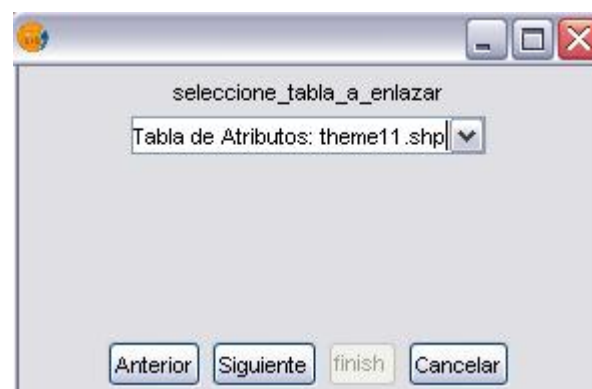 seleccione_tabla_a_enlazar
Tabla de Atributos: theme11.shp
Anterior Siguiente finish Cancelar